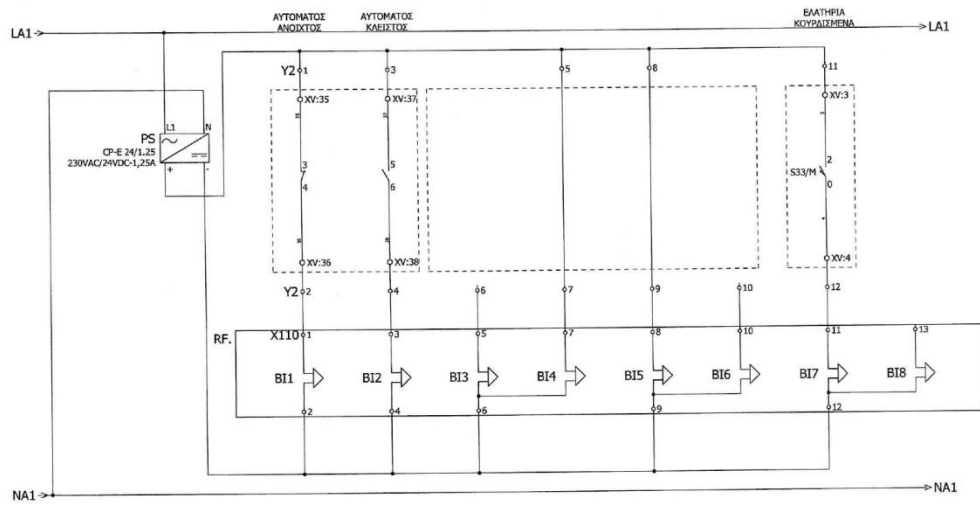 ΑΥΤΟΜΑΤΟΣ
ΑΝΟΙΧΤΟΣ
ΑΥΤΟΜΑΤΟΣ
ΚΛΕΙΣΤΟΣ
ΕΛΑΤΗΡΙΑ
ΚΟΥΡΔΙΣΜΕΝΑ
LA1
LA1
Y2 1
3
5
8
11
XV:35
XV:37
XV:3
35
37
L1
N
PS
CP-E 24/1.25
230VAC/24VDC-1,25A
+
-
3
4
5
6
S33/M
2
0
XV:36
XV:38
XV:4
Y2 2
4
6
7
9
10
12
RF.
X110 1
3
5
7
8
10
11
13
BI1
BI2
BI3
BI4
BI5
BI6
BI7
BI8
2
4
6
9
12
NA1
NA1